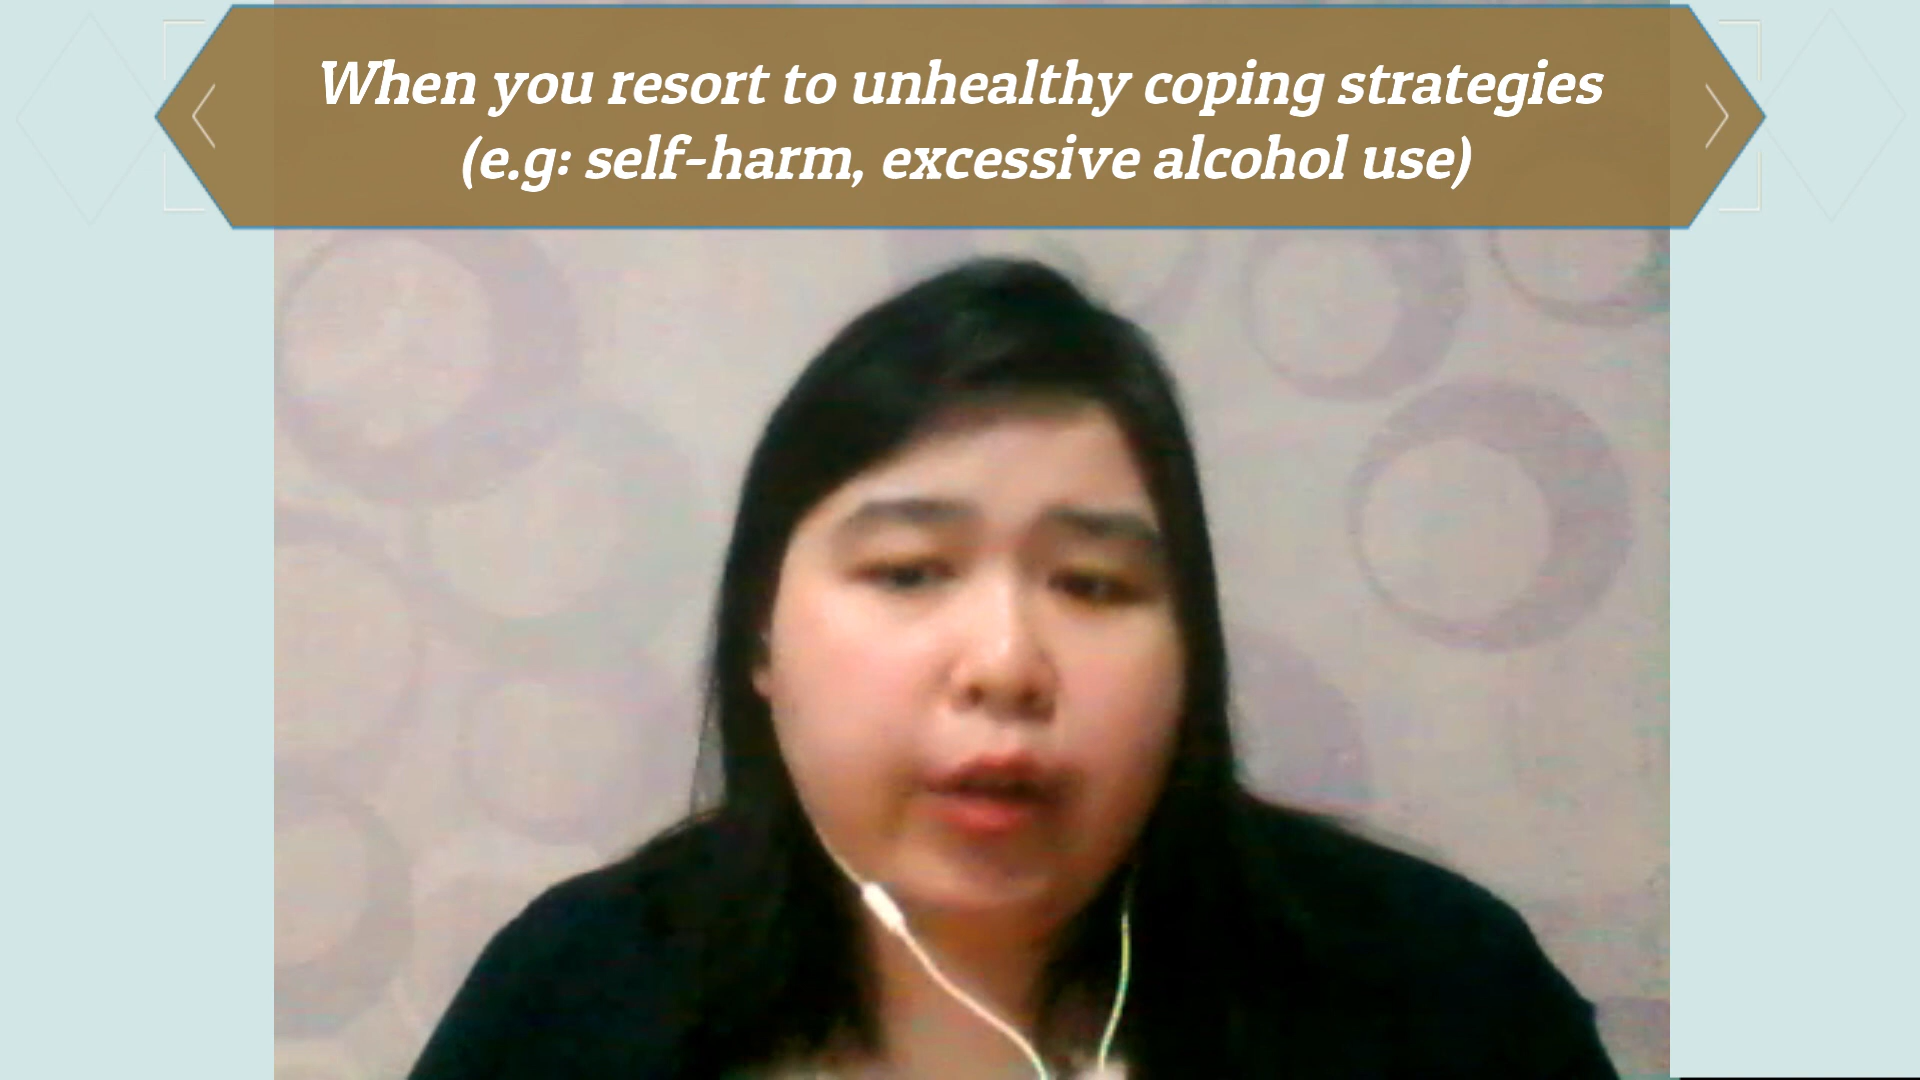 When you resort to unhealthy coping strategies
(e.g: self-harm, excessive alcohol use)